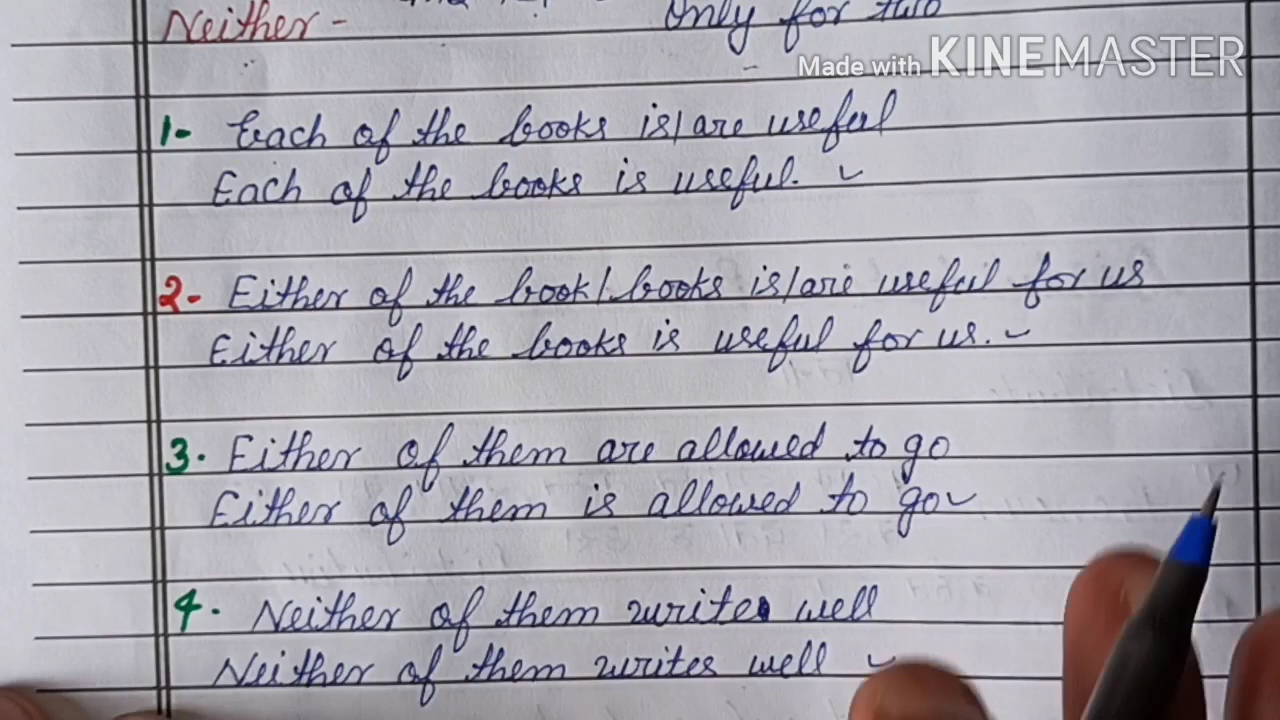 Neither -
Only for two
Made with KINEMASTER
1- Each of the books is/are useful
Each of the books is useful. ✓
2- Either of the book/books is/are useful for us
Either of the books is useful for us. ✓
3. Either of them are allowed to go
Either of them is allowed to go ✓
4. Neither of them write well
Neither of them writes well ✓